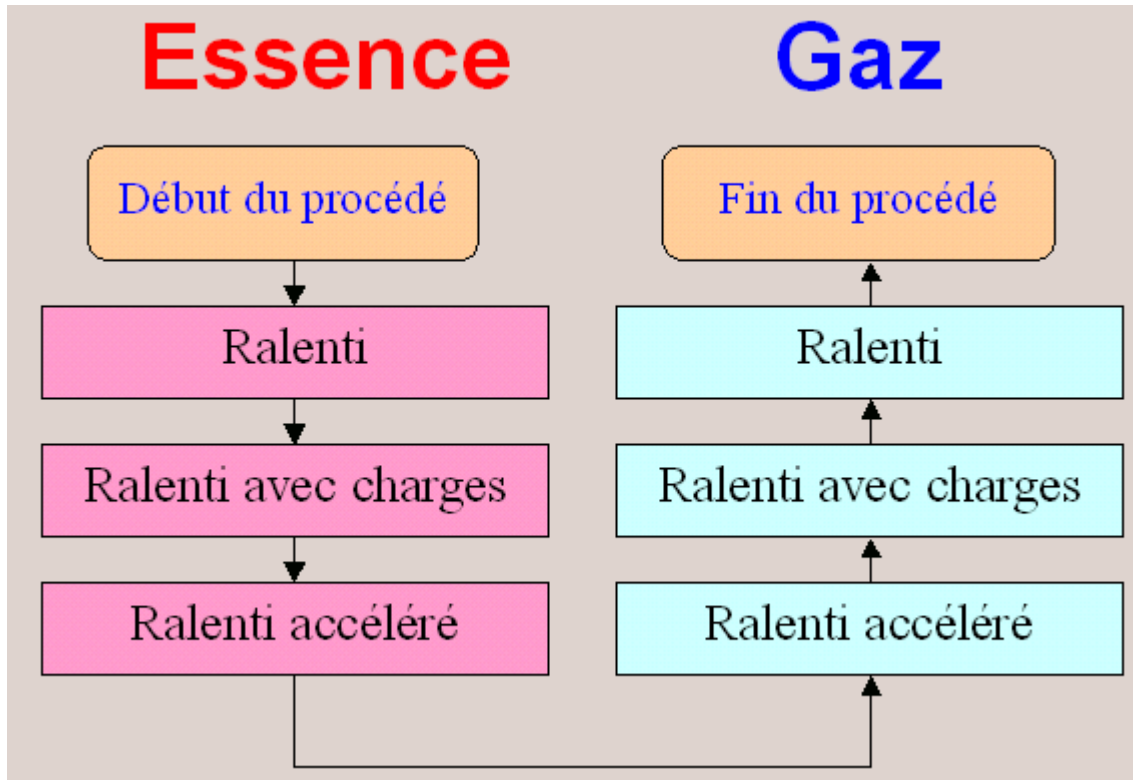 Essence
Gaz
Début du procédé
Fin du procédé
Ralenti
Ralenti
Ralenti avec charges
Ralenti avec charges
Ralenti accéléré
Ralenti accéléré